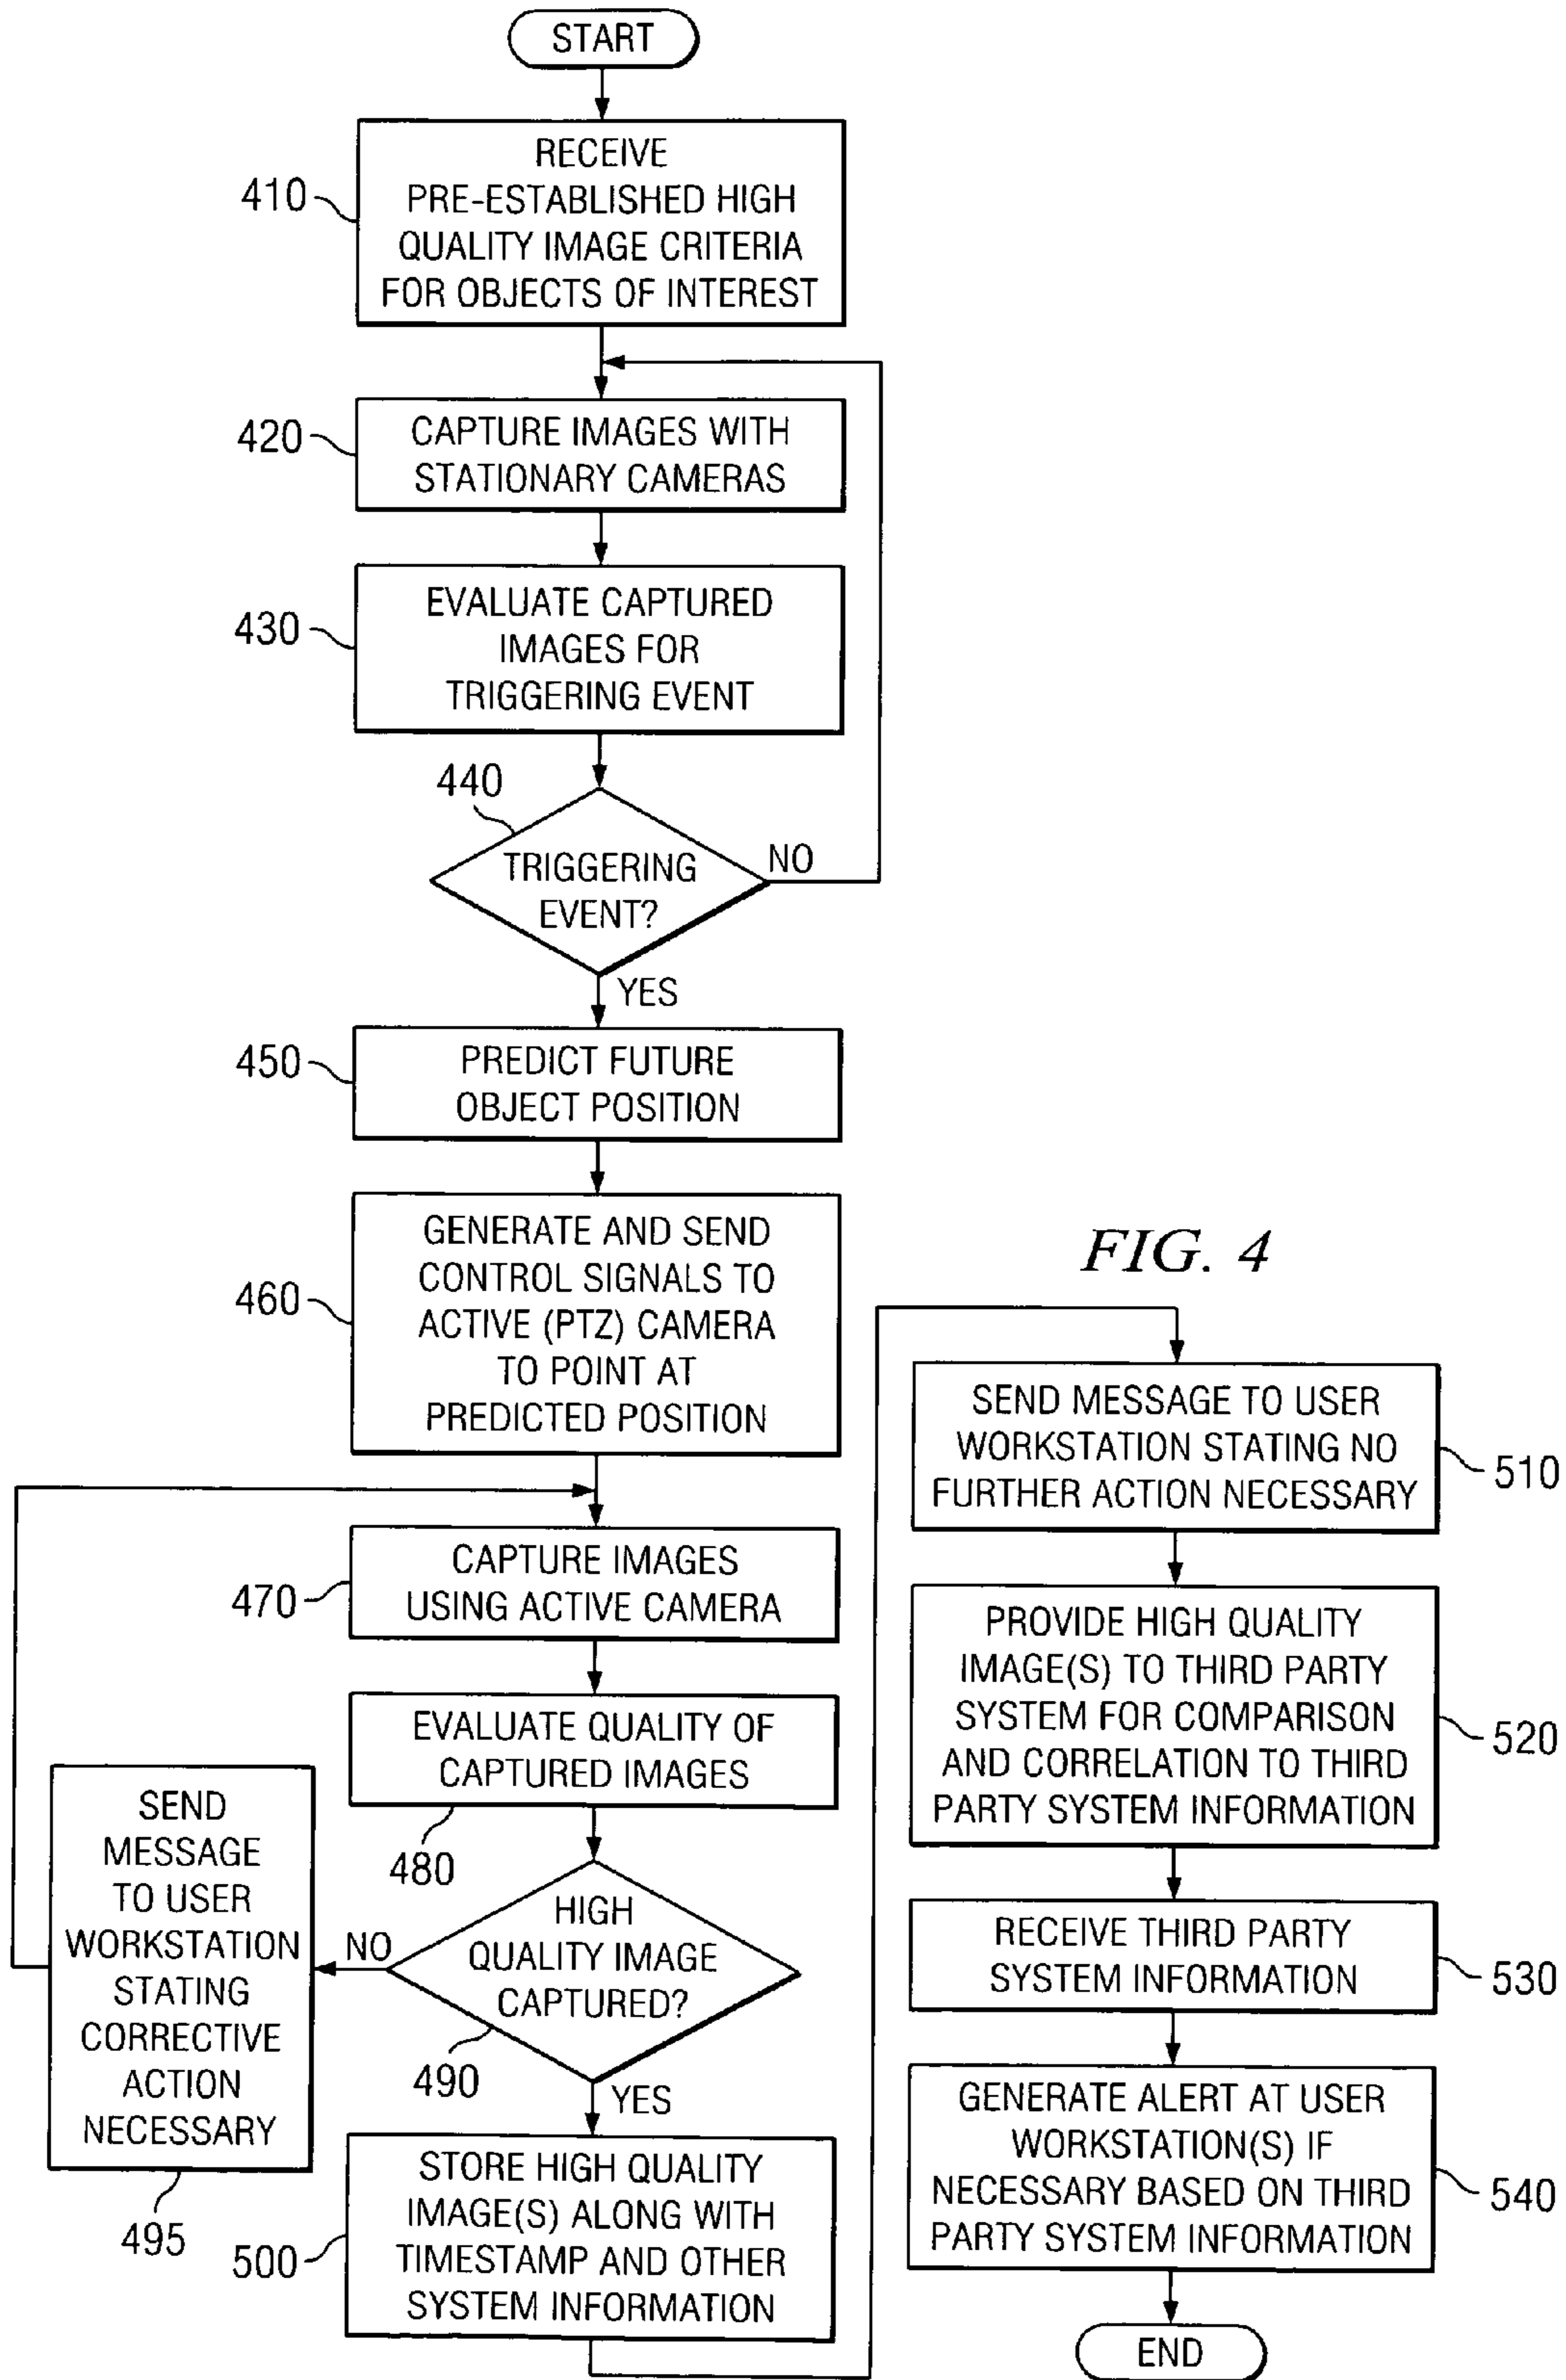 START
410
RECEIVE
PRE-ESTABLISHED HIGH
QUALITY IMAGE CRITERIA
FOR OBJECTS OF INTEREST
420
CAPTURE IMAGES WITH
STATIONARY CAMERAS
430
EVALUATE CAPTURED
IMAGES FOR
TRIGGERING EVENT
440
TRIGGERING
EVENT?
NO
YES
450
PREDICT FUTURE
OBJECT POSITION
460
GENERATE AND SEND
CONTROL SIGNALS TO
ACTIVE (PTZ) CAMERA
TO POINT AT
PREDICTED POSITION
470
CAPTURE IMAGES
USING ACTIVE CAMERA
EVALUATE QUALITY OF
CAPTURED IMAGES
480
HIGH
QUALITY IMAGE
CAPTURED?
490
NO
SEND
MESSAGE
TO USER
WORKSTATION
STATING
CORRECTIVE
ACTION
NECESSARY
495
YES
500
STORE HIGH QUALITY
IMAGE(S) ALONG WITH
TIMESTAMP AND OTHER
SYSTEM INFORMATION
FIG. 4
SEND MESSAGE TO USER
WORKSTATION STATING NO
FURTHER ACTION NECESSARY
510
PROVIDE HIGH QUALITY
IMAGE(S) TO THIRD PARTY
SYSTEM FOR COMPARISON
AND CORRELATION TO THIRD
PARTY SYSTEM INFORMATION
520
RECEIVE THIRD PARTY
SYSTEM INFORMATION
530
GENERATE ALERT AT USER
WORKSTATION(S) IF
NECESSARY BASED ON THIRD
PARTY SYSTEM INFORMATION
540
END